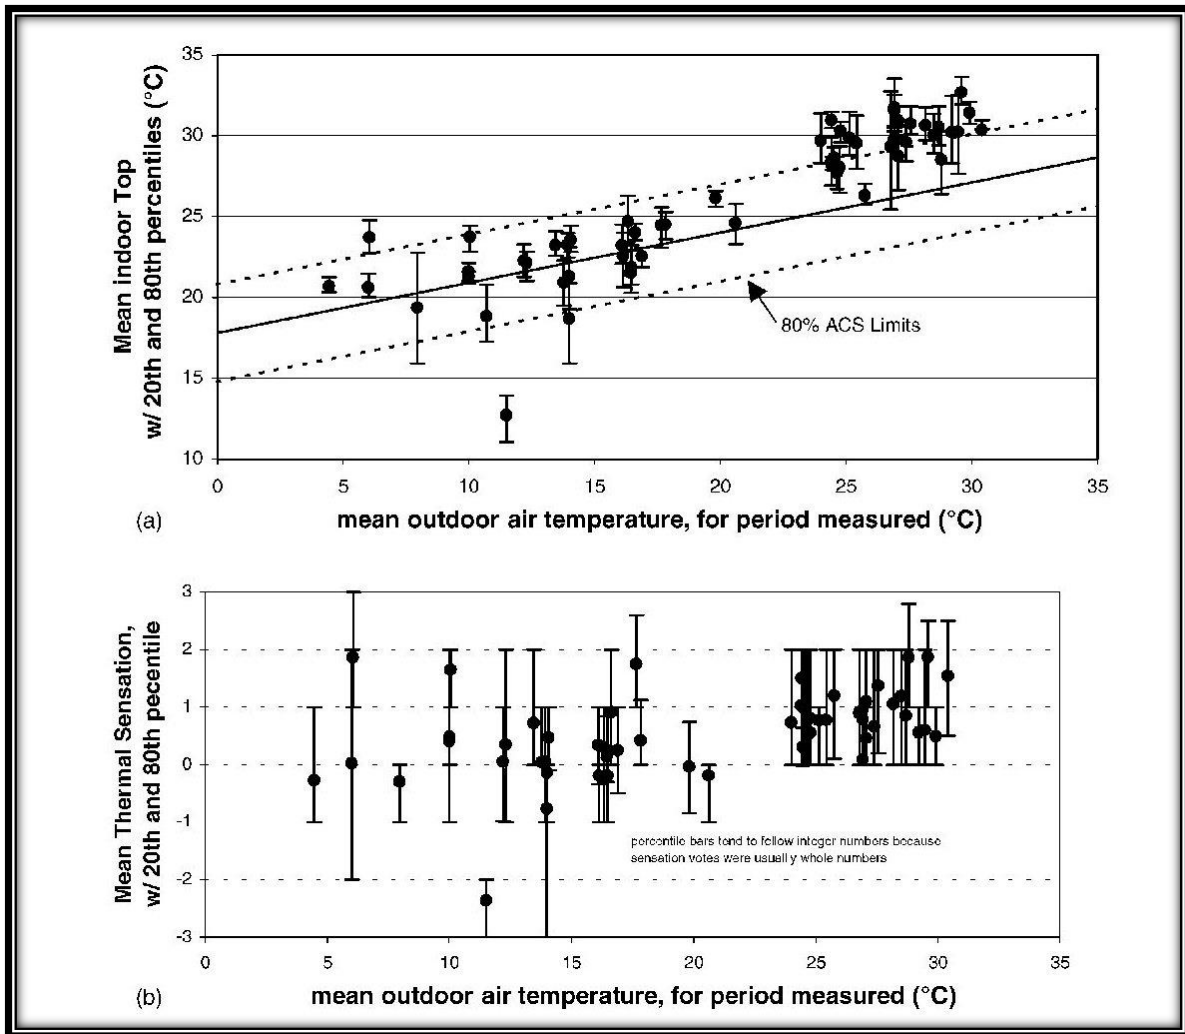 35
30
25
20
15
10
Mean indoor Top
w/ 20th and 80th percentiles (°C)
80% ACS Limits
0 5 10 15 20 25 30 35
(a) mean outdoor air temperature, for period measured (°C)
3
2
1
0
-1
-2
-3
Mean Thermal Sensation,
w/ 20th and 80th pecentile
percentile bars tend to follow integer numbers because
sensation votes were usually whole numbers
0 5 10 15 20 25 30 35
(b) mean outdoor air temperature, for period measured (°C)